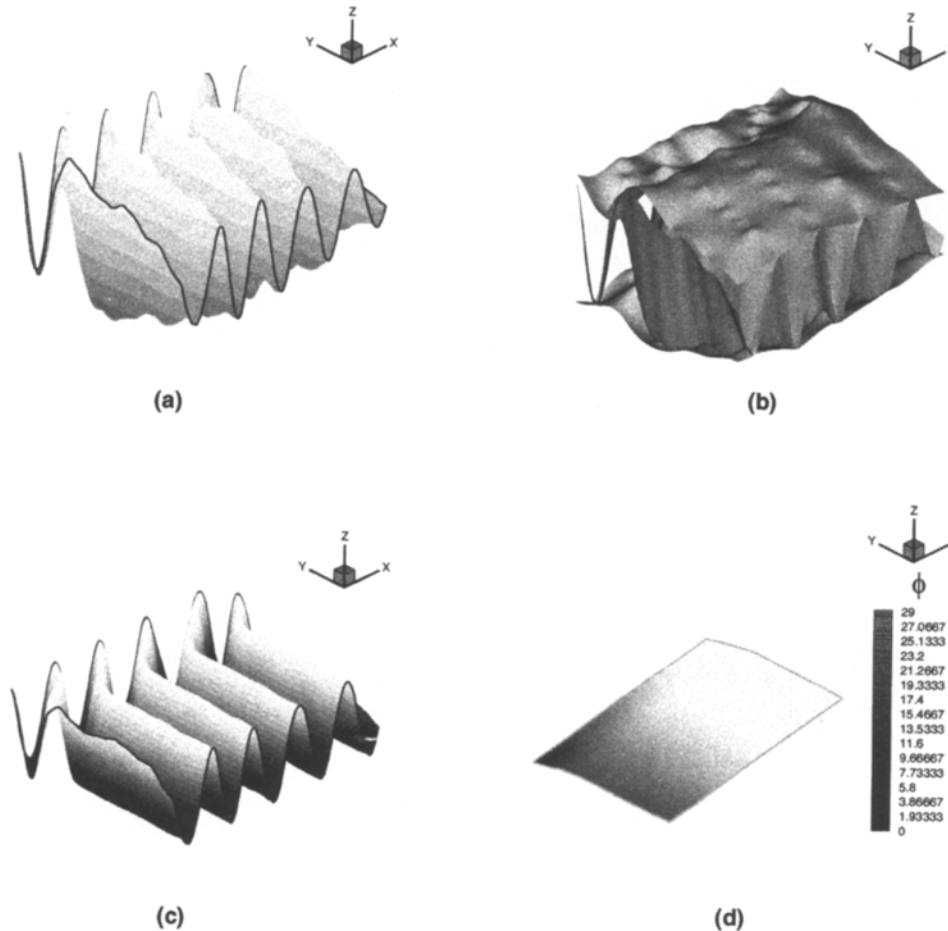 Z
Y
X
Z
Y
(a)
(b)
Z
Y
X
Z
Y
ϕ
29
27.0667
25.1333
23.2
21.2667
19.3333
17.4
15.4667
13.5333
11.6
9.66667
7.73333
5.8
3.86667
1.93333
0
(c)
(d)